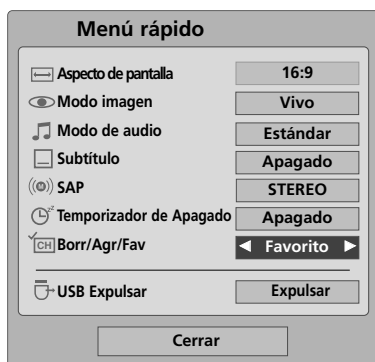 Menú rápido
Aspecto de pantalla 16:9
Modo imagen Vivo
Modo de audio Estándar
Subtítulo Apagado
SAP STEREO
Temporizador de Apagado Apagado
CH Borr/Agr/Fav ◄ Favorito ►
USB Expulsar Expulsar
Cerrar